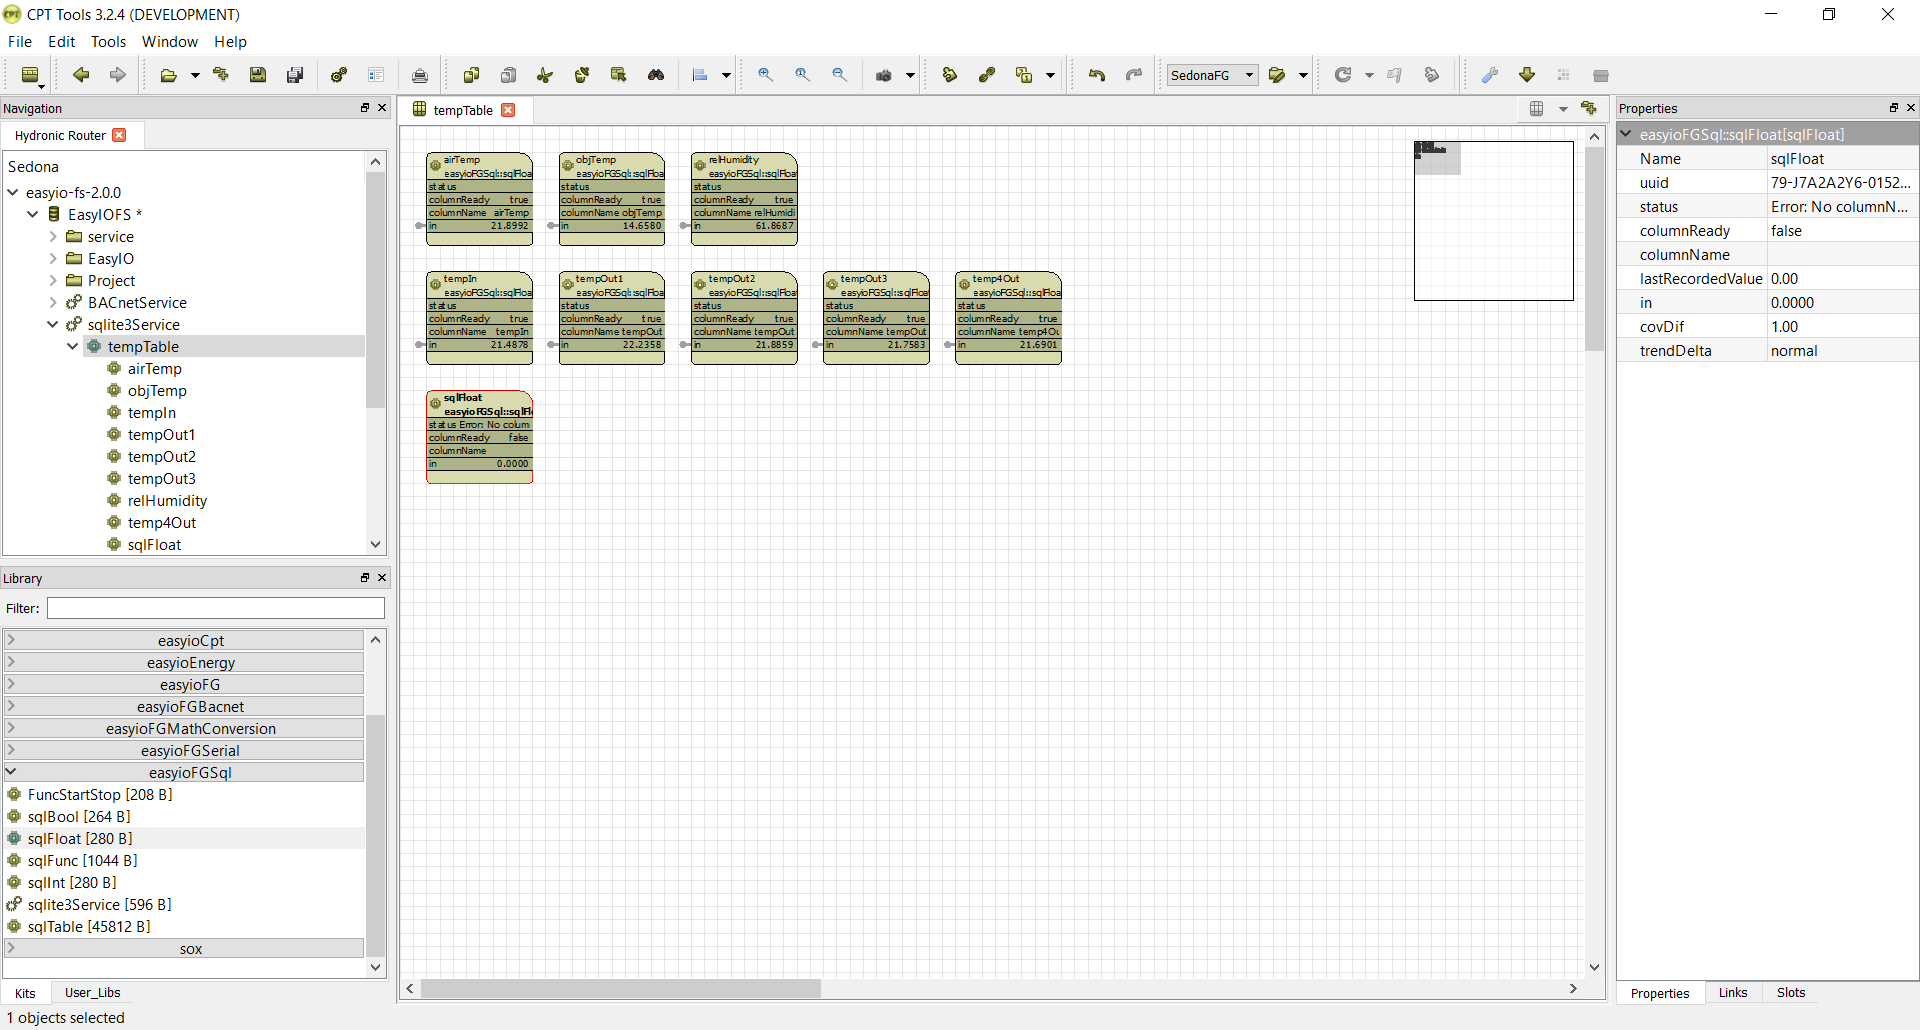 CPT Tools 3.2.4 (DEVELOPMENT)
File Edit Tools Window Help
SedonaFG
Navigation
Hydronic Router
Sedona
easyio-fs-2.0.0
EasyIOFS *
service
EasyIO
Project
BACnetService
sqlite3Service
tempTable
airTemp
objTemp
tempIn
tempOut1
tempOut2
tempOut3
relHumidity
temp4Out
sqlFloat
Library
Filter:
easyioCpt
easyioEnergy
easyioFG
easyioFGBacnet
easyioFGMathConversion
easyioFGSerial
easyioFGSql
FuncStartStop [208 B]
sqlBool [264 B]
sqlFloat [280 B]
sqlFunc [1044 B]
sqlInt [280 B]
sqlite3Service [596 B]
sqlTable [45812 B]
sox
Kits User_Libs
1 objects selected
tempTable
airTemp
easyioFGSql::sqlFloa
status
columnReady true
columnName airTemp
in 21.8992
objTemp
easyioFGSql::sqlFloa
status
columnReady true
columnName objTemp
in 14.6580
relHumidity
easyioFGSql::sqlFloa
status
columnReady true
columnName relHumidi
in 61.8687
tempIn
easyioFGSql::sqlFloa
status
columnReady true
columnName tempIn
in 21.4878
tempOut1
easyioFGSql::sqlFloa
status
columnReady true
columnName tempOut
in 22.2358
tempOut2
easyioFGSql::sqlFloa
status
columnReady true
columnName tempOut
in 21.8859
tempOut3
easyioFGSql::sqlFloa
status
columnReady true
columnName tempOut
in 21.7583
temp4Out
easyioFGSql::sqlFloa
status
columnReady true
columnName temp4Ou
in 21.6901
sqlFloat
easyioFGSql::sqlFl
status Error: No colum
columnReady false
columnName
in 0.0000
Properties
easyioFGSql::sqlFloat[sqlFloat]
Name sqlFloat
uuid 79-J7A2A2Y6-0152...
status Error: No columnN...
columnReady false
columnName
lastRecordedValue 0.00
in 0.0000
covDif 1.00
trendDelta normal
Properties Links Slots